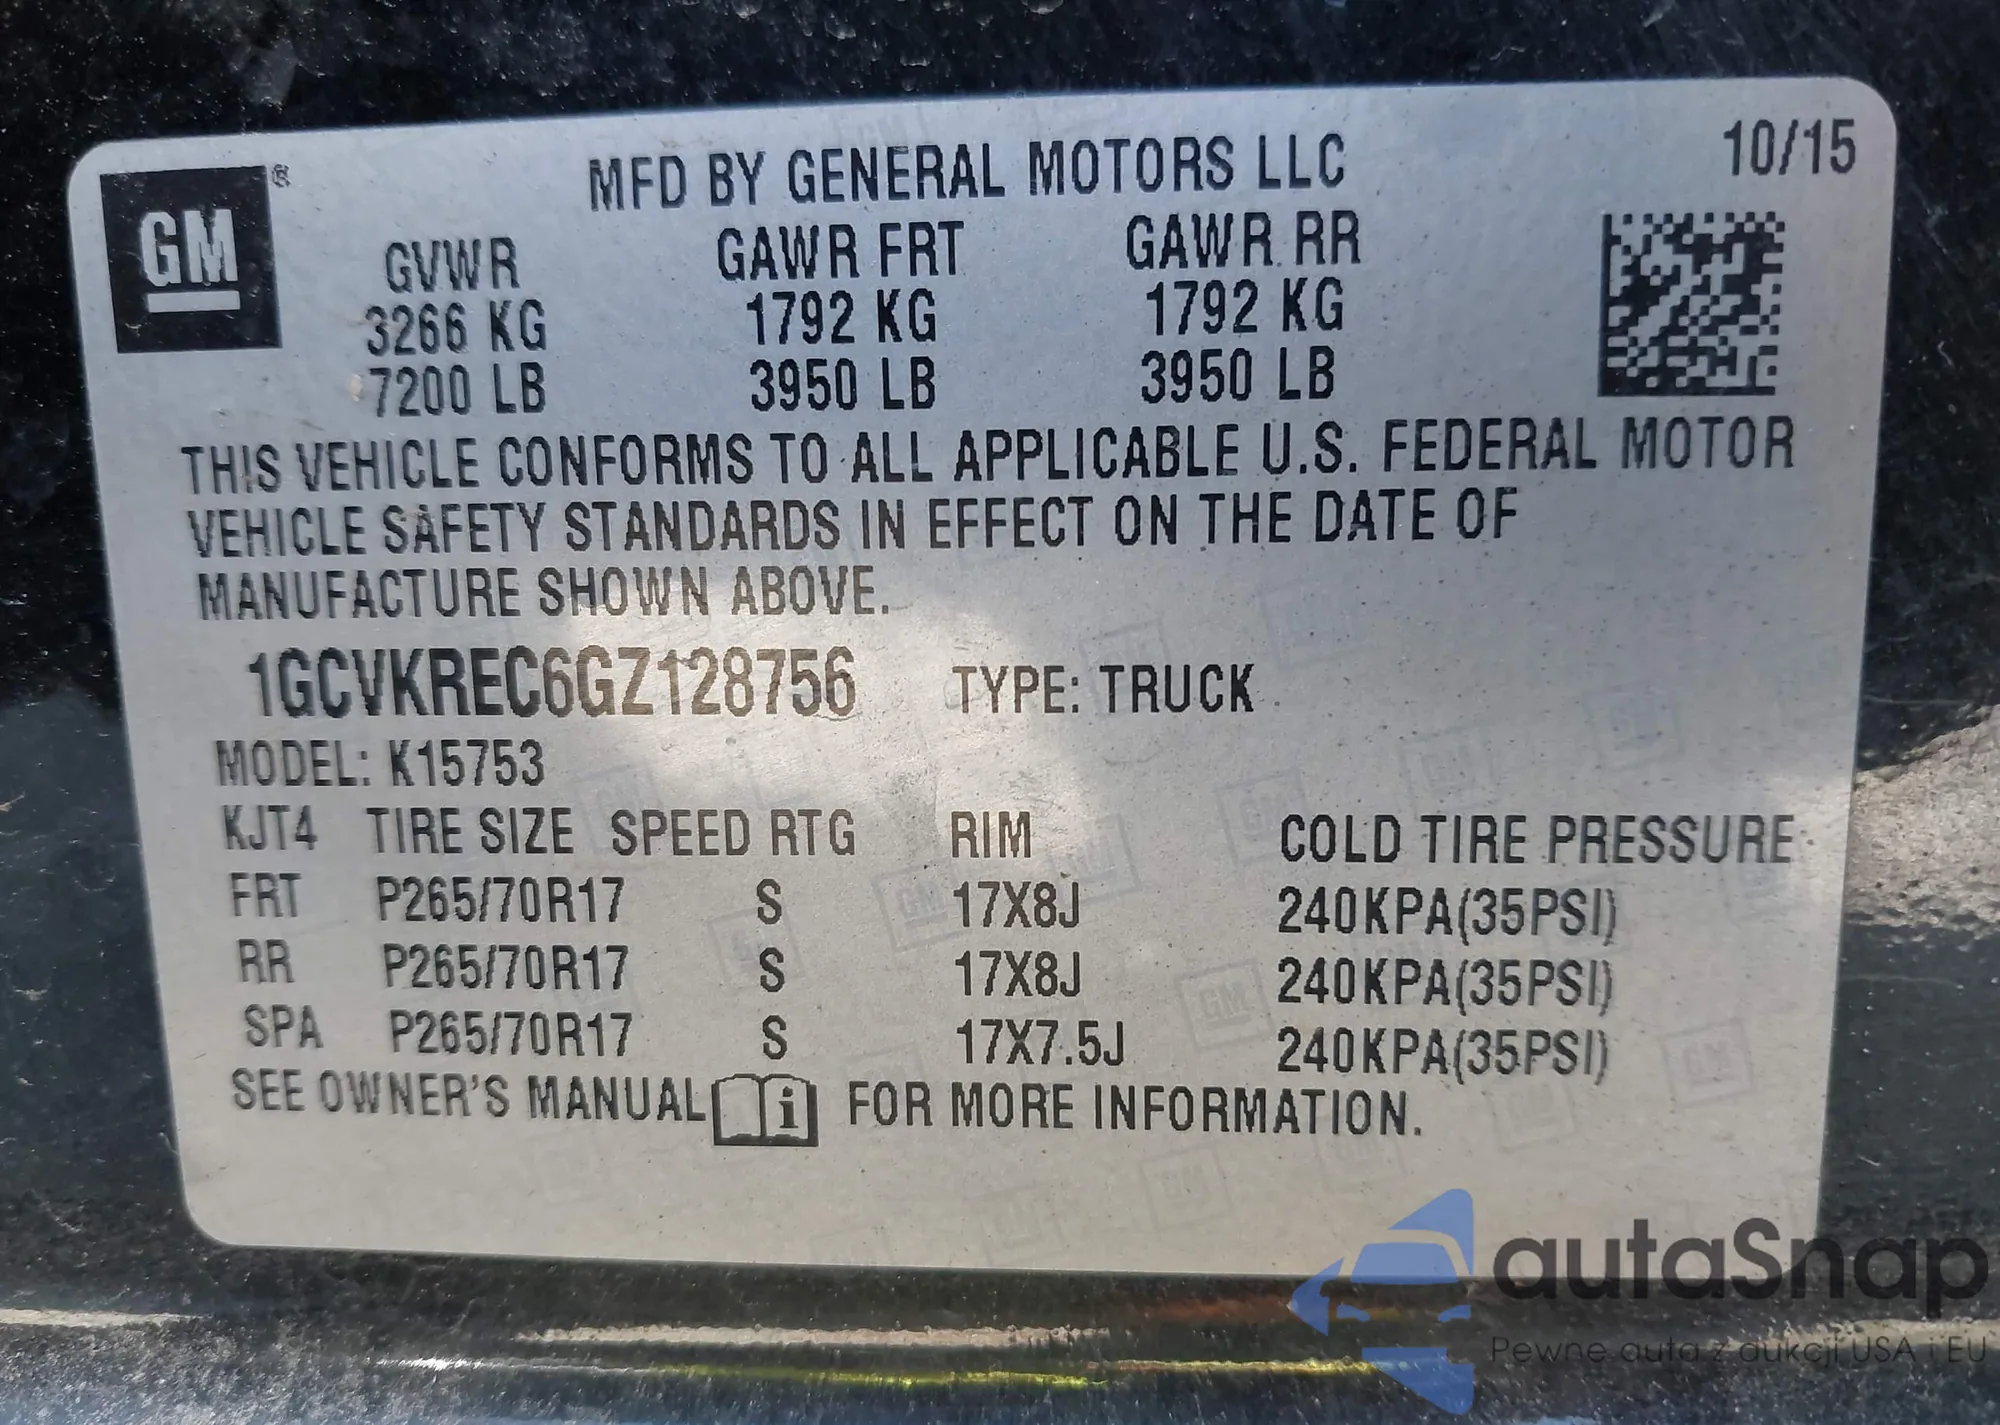 GM®
MFD BY GENERAL MOTORS LLC 10/15
GVWR GAWR FRT GAWR RR
3266 KG 1792 KG 1792 KG
7200 LB 3950 LB 3950 LB
THIS VEHICLE CONFORMS TO ALL APPLICABLE U.S. FEDERAL MOTOR
VEHICLE SAFETY STANDARDS IN EFFECT ON THE DATE OF
MANUFACTURE SHOWN ABOVE.
1GCVKREC6GZ128756 TYPE: TRUCK
MODEL: K15753
KJT4 TIRE SIZE SPEED RTG RIM COLD TIRE PRESSURE
FRT P265/70R17 S 17X8J 240KPA(35PSI)
RR P265/70R17 S 17X8J 240KPA(35PSI)
SPA P265/70R17 S 17X7.5J 240KPA(35PSI)
SEE OWNER'S MANUAL i FOR MORE INFORMATION.
autaSnap
Pewne auta z aukcji USA i EU